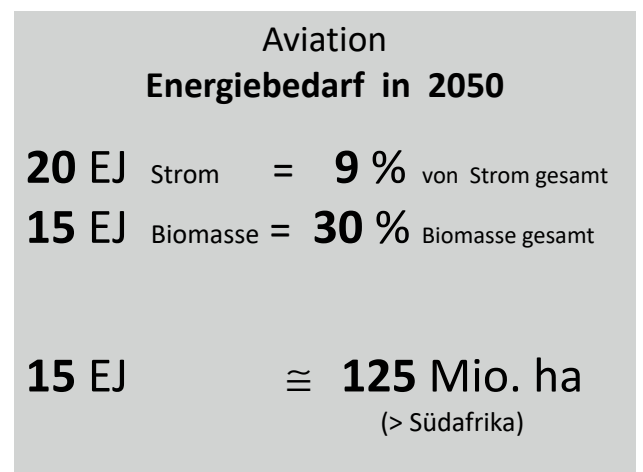 Aviation
Energiebedarf in 2050
20 EJ Strom = 9 % von Strom gesamt
15 EJ Biomasse = 30 % Biomasse gesamt
15 EJ ≅ 125 Mio. ha
(> Südafrika)